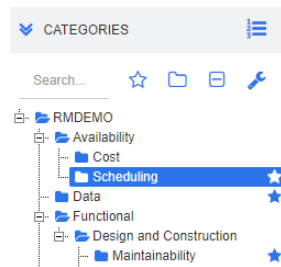 CATEGORIES
Search...
RMDEMO
Availability
Cost
Scheduling
Data
Functional
Design and Construction
Maintainability